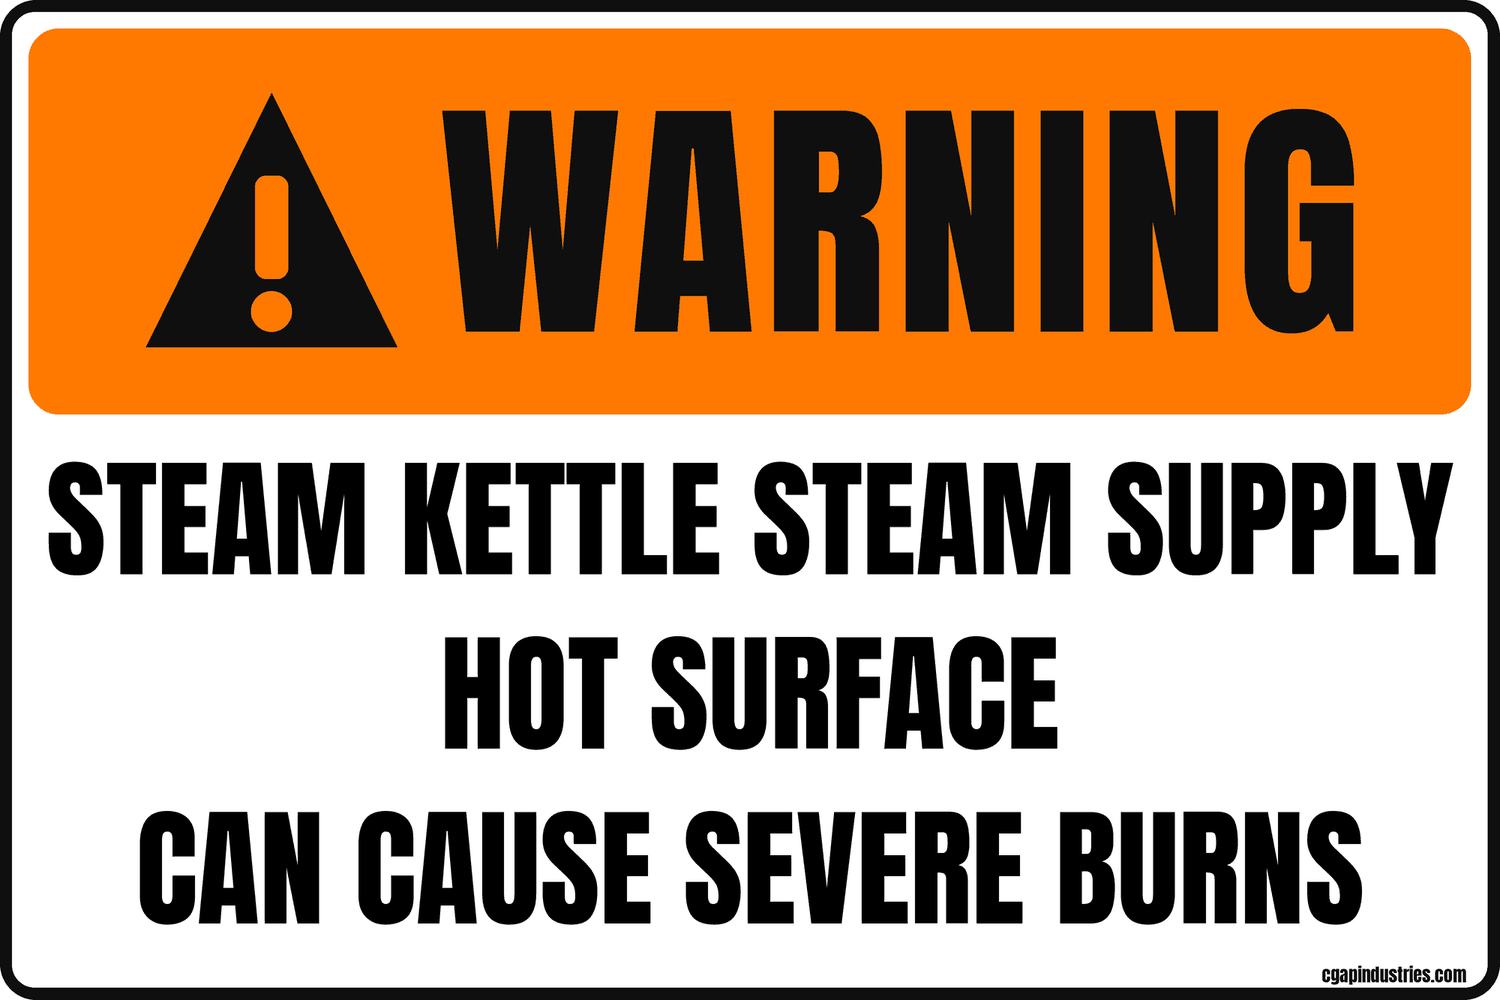 WARNING
STEAM KETTLE STEAM SUPPLY
HOT SURFACE
CAN CAUSE SEVERE BURNS
cgapindustries.com